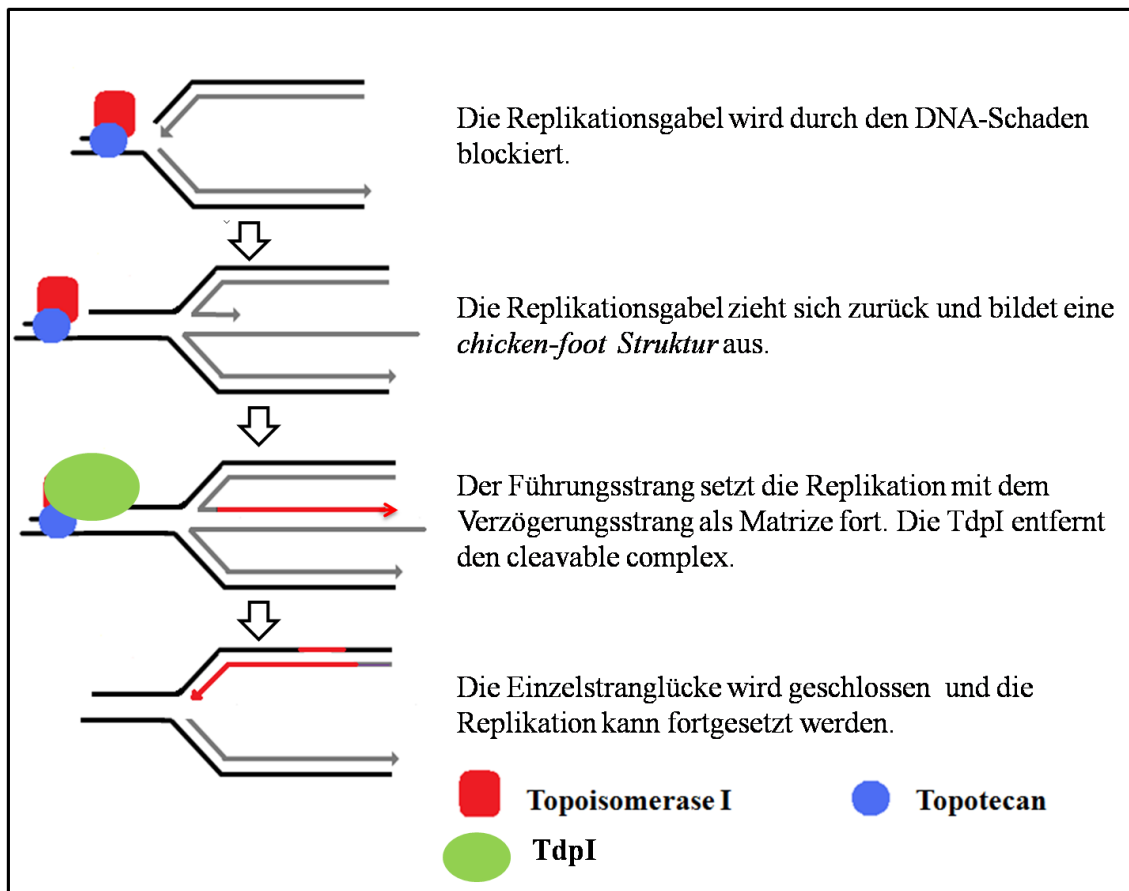 Die Replikationsgabel wird durch den DNA-Schaden
blockiert.
Die Replikationsgabel zieht sich zurück und bildet eine
chicken-foot Struktur aus.
Der Führungsstrang setzt die Replikation mit dem
Verzögerungsstrang als Matrize fort. Die TdpI entfernt
den cleavable complex.
Die Einzelstranglücke wird geschlossen und die
Replikation kann fortgesetzt werden.
Topoisomerase I
Topotecan
TdpI